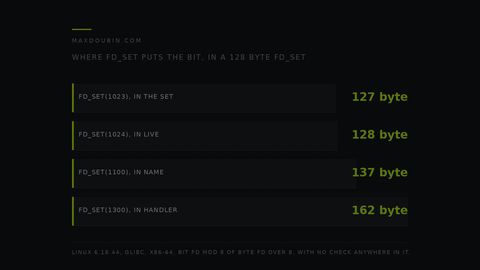 MAXDOURIN.COM
WHERE FD_SET PUTS THE BIT, IN A 128 BYTE FD_SET
FD_SET(1023), IN THE SET 127 byte
FD_SET(1024), IN LIVE 128 byte
FD_SET(1100), IN NAME 137 byte
FD_SET(1300), IN HANDLER 162 byte
LINUX 6.18.44, GLIBC, X86-64. BIT FD MOD 8 OF BYTE FD OVER 8, WITH NO CHECK ANYWHERE IN IT.